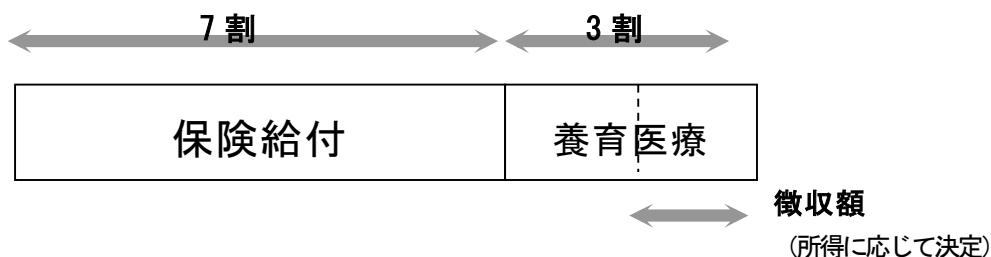 7 割
3 割
保険給付
養育医療
徴収額
(所得に応じて決定)